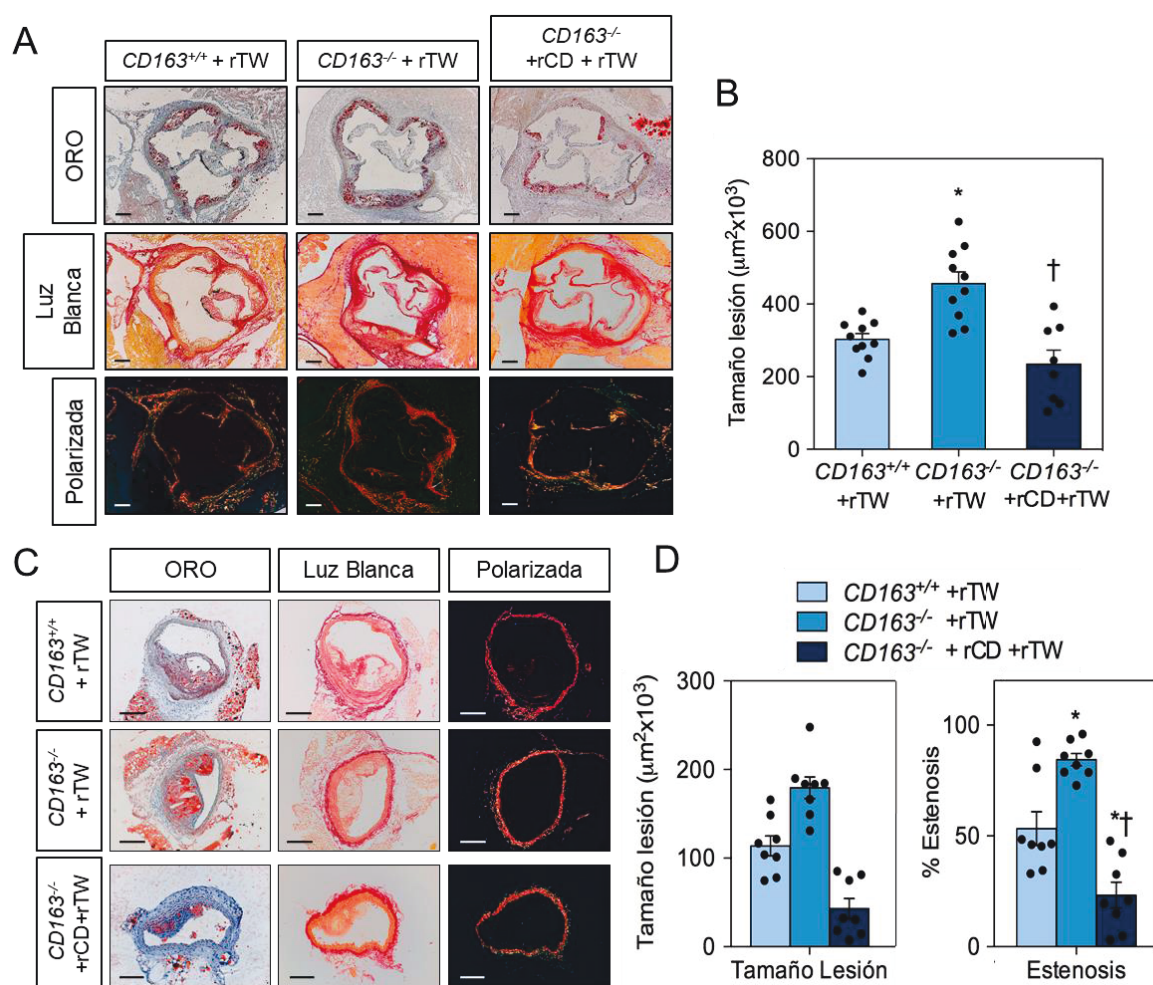 A
CD163+/+ + rTW
CD163-/- + rTW
CD163-/-
+rCD + rTW
ORO
Luz
Blanca
Polarizada
B
Tamaño lesión (µm²x10³)
800
600
400
200
0
*
†
CD163+/+
+rTW
CD163-/-
+rTW
CD163-/-
+rCD+rTW
C
ORO
Luz Blanca
Polarizada
CD163+/+
+ rTW
CD163-/-
+ rTW
CD163-/-
+rCD+rTW
D
CD163+/+ +rTW
CD163-/- +rTW
CD163-/- + rCD +rTW
Tamaño lesión (µm²x10³)
300
200
100
0
Tamaño Lesión
% Estenosis
100
50
0
*
*†
Estenosis